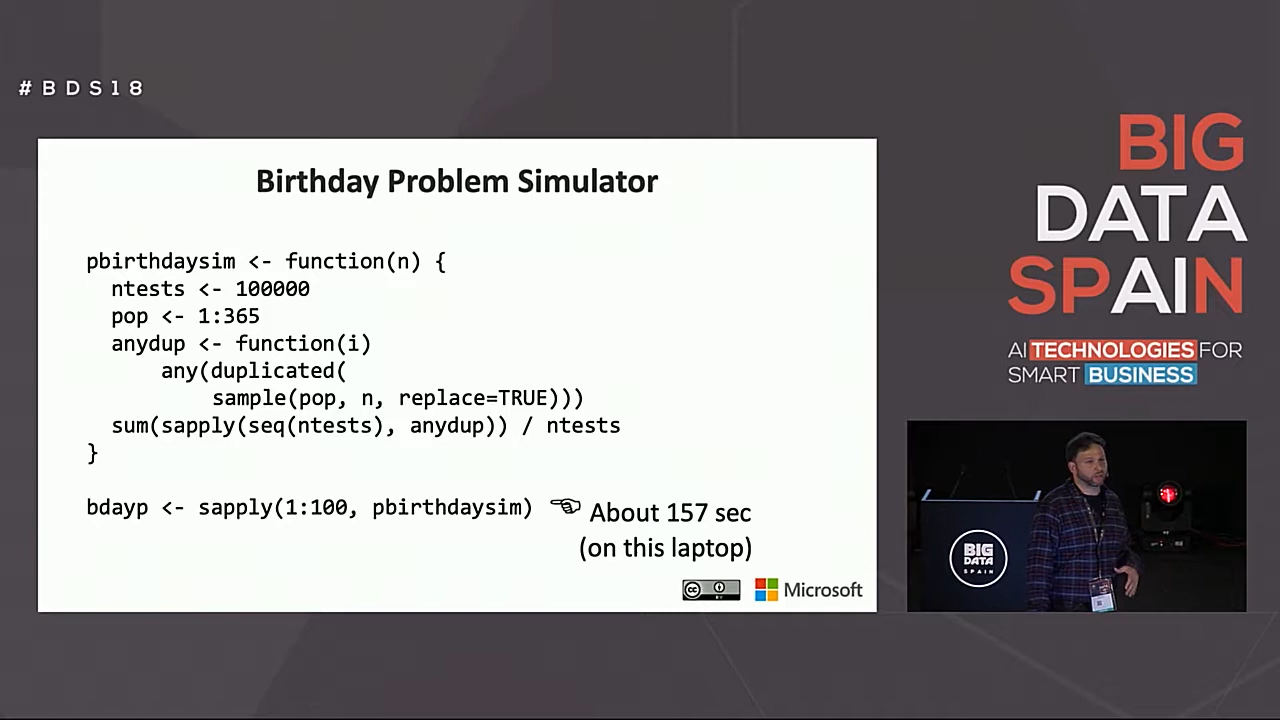 #BDS18
Birthday Problem Simulator
pbirthdaysim <- function(n) {
  ntests <- 100000
  pop <- 1:365
  anydup <- function(i)
      any(duplicated(
          sample(pop, n, replace=TRUE)))
  sum(sapply(seq(ntests), anydup)) / ntests
}
bdayp <- sapply(1:100, pbirthdaysim) ☜ About 157 sec
(on this laptop)
cc BY
Microsoft
BIG
DATA
SPAIN
AI TECHNOLOGIES FOR
SMART BUSINESS
BIG
DATA
SPAIN